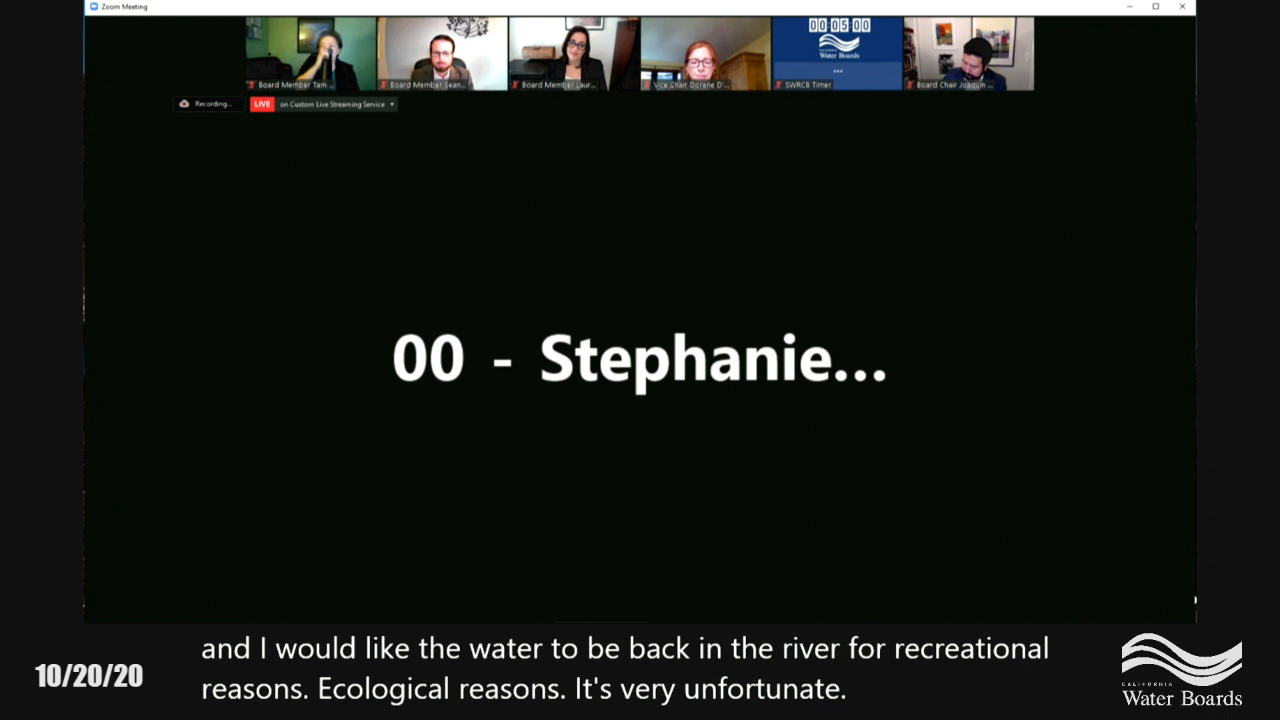 Zoom Meeting
00:05:00
CALIFORNIA
Water Boards
Board Member Tam ...
Board Member Sean...
Board Member Laur...
Vice Chair Dorene D'...
SWRCB Timer
Board Chair Joaquin ...
Recording...
LIVE on Custom Live Streaming Service
00 - Stephanie...
and I would like the water to be back in the river for recreational
reasons. Ecological reasons. It's very unfortunate.
10/20/20
CALIFORNIA
Water Boards